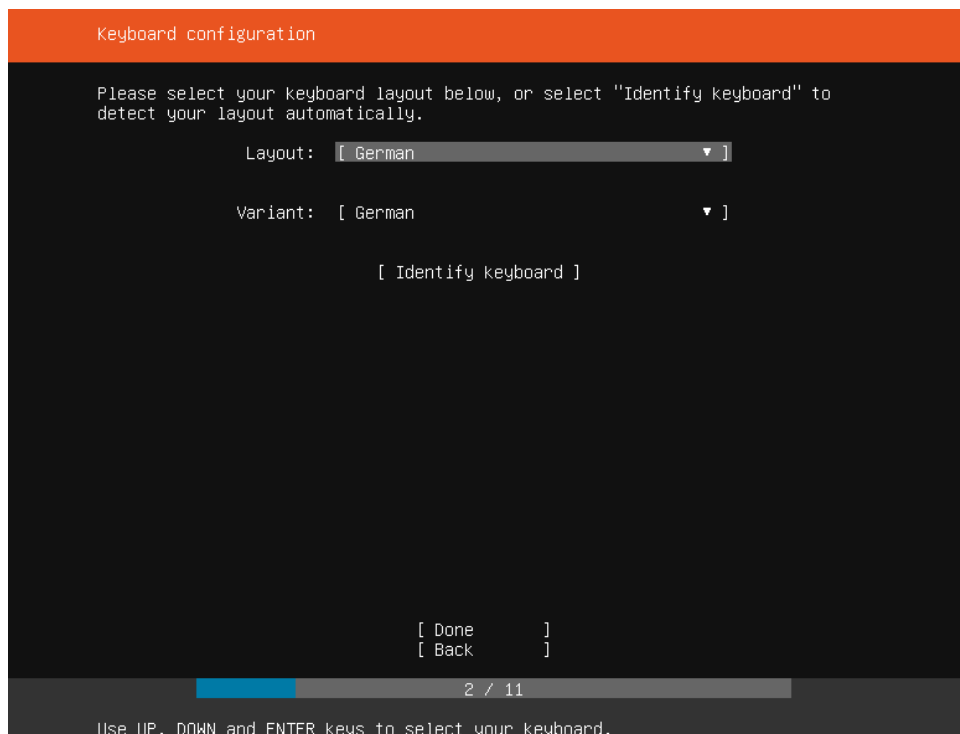 Keyboard configuration
Please select your keyboard layout below, or select "Identify keyboard" to
detect your layout automatically.
Layout: [ German ▼ ]
Variant: [ German ▼ ]
[ Identify keyboard ]
[ Done ]
[ Back ]
2 / 11
Use UP, DOWN and ENTER keys to select your keyboard.